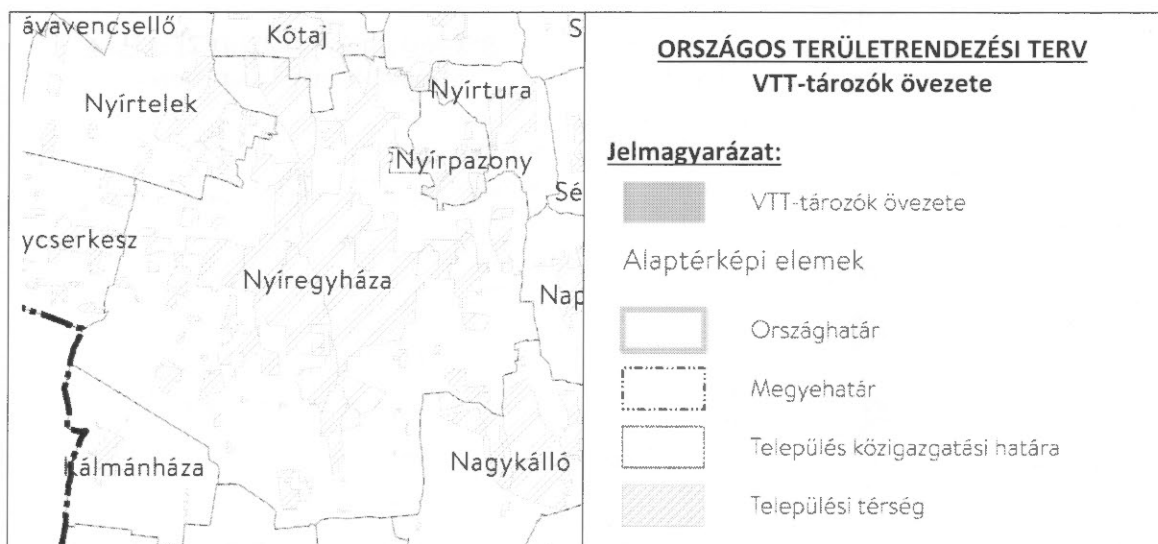 ávavencsellő
Kótaj
S
Nyírtelek
Nyírtura
Nyírpazony
Sé
ycserkesz
Nyíregyháza
Nap
Kálmánháza
Nagykálló
ORSZÁGOS TERÜLETRENDEZÉSI TERV
VTT-tározók övezete
Jelmagyarázat:
VTT-tározók övezete
Alaptérképi elemek
Országhatár
Megyehatár
Település közigazgatási határa
Települési térség